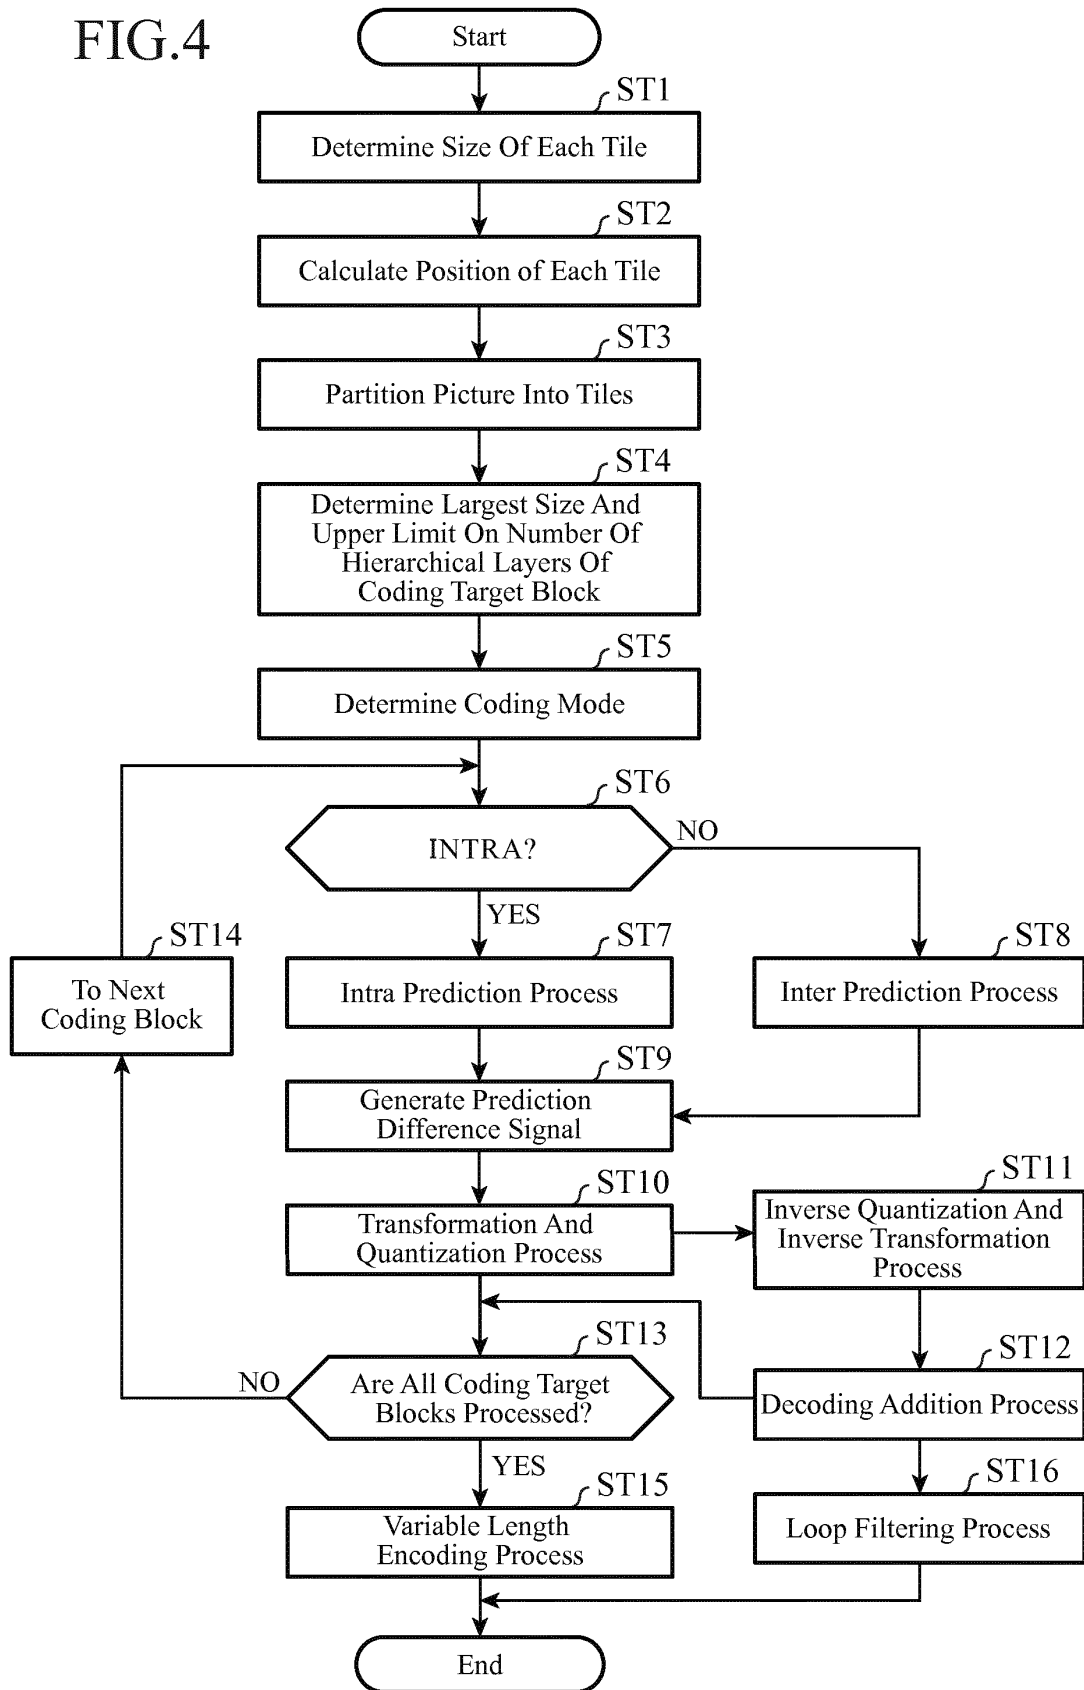 FIG.4
Start
ST1
Determine Size Of Each Tile
ST2
Calculate Position of Each Tile
ST3
Partition Picture Into Tiles
ST4
Determine Largest Size And
Upper Limit On Number Of
Hierarchical Layers Of
Coding Target Block
ST5
Determine Coding Mode
ST6
INTRA?
NO
YES
ST14
To Next
Coding Block
ST7
Intra Prediction Process
ST8
Inter Prediction Process
ST9
Generate Prediction
Difference Signal
ST10
Transformation And
Quantization Process
ST11
Inverse Quantization And
Inverse Transformation
Process
ST13
Are All Coding Target
Blocks Processed?
NO
YES
ST12
Decoding Addition Process
ST15
Variable Length
Encoding Process
ST16
Loop Filtering Process
End